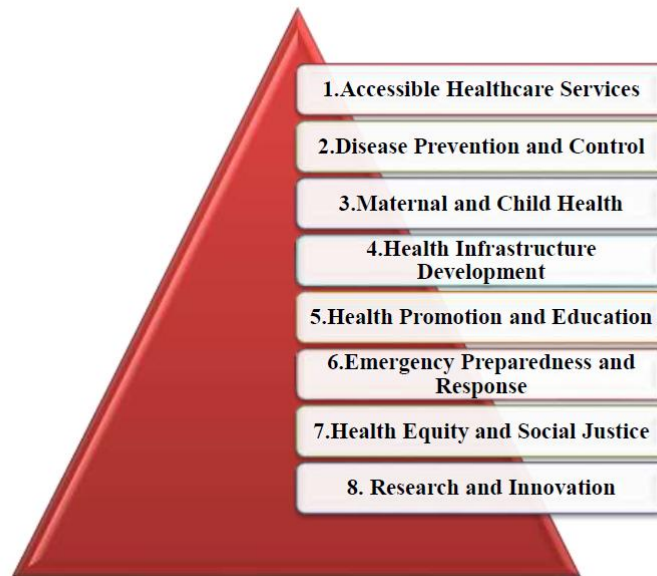 1.Accessible Healthcare Services
2.Disease Prevention and Control
3.Maternal and Child Health
4.Health Infrastructure
Development
5.Health Promotion and Education
6.Emergency Preparedness and
Response
7.Health Equity and Social Justice
8. Research and Innovation